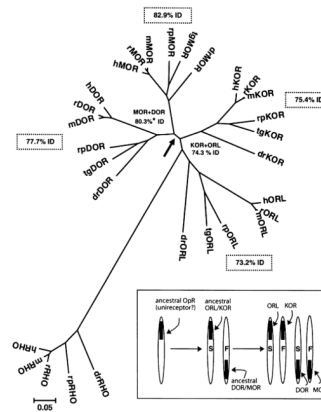 82.9% ID
rMOR
mMOR
rpMOR
tgMOR
drMOR
hMOR
hDOR
rDOR
mDOR
rpDOR
tgDOR
drDOR
77.7% ID
MOR+DOR
80.3%* ID
KOR+ORL
74.3 % ID
hKOR
rKOR
mKOR
rpKOR
tgKOR
drKOR
75.4% ID
hORL
rORL
mORL
rpORL
tgORL
drORL
73.2% ID
hRHO
mRHO
rRHO
rpRHO
drRHO
0.05
ancestral OpR
(unireceptor?)
ancestral
ORL/KOR
S
F
ancestral
DOR/MOR
ORL
KOR
S
F
S
F
DOR